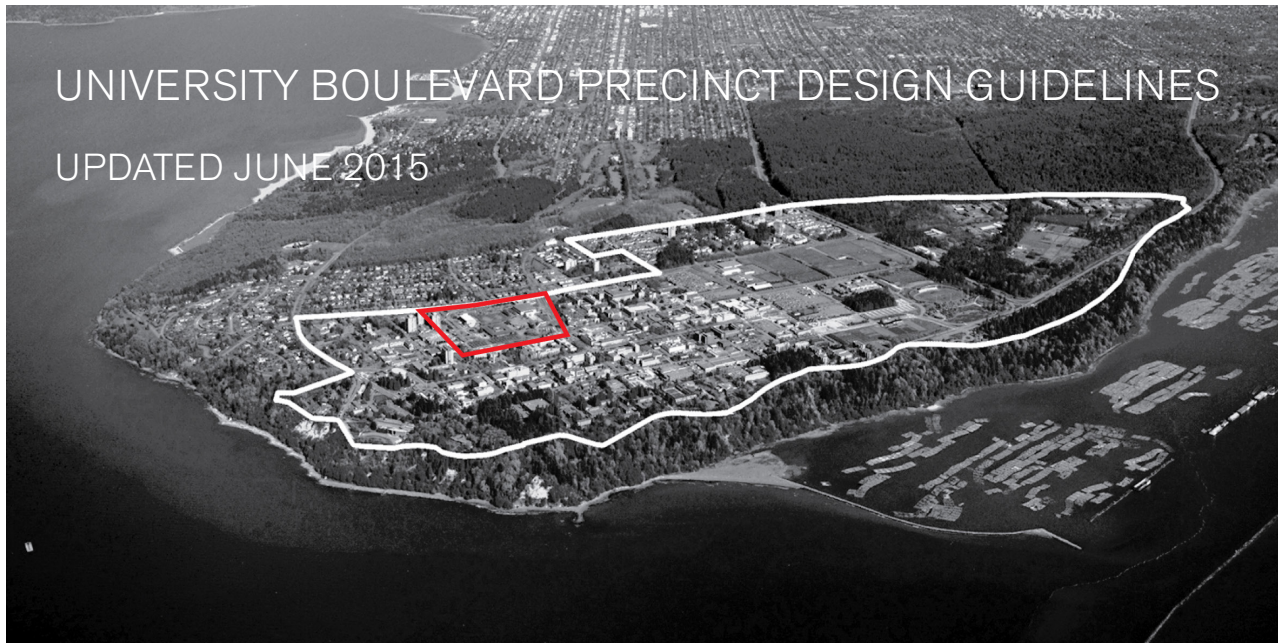 UNIVERSITY BOULEVARD PRECINCT DESIGN GUIDELINES
UPDATED JUNE 2015